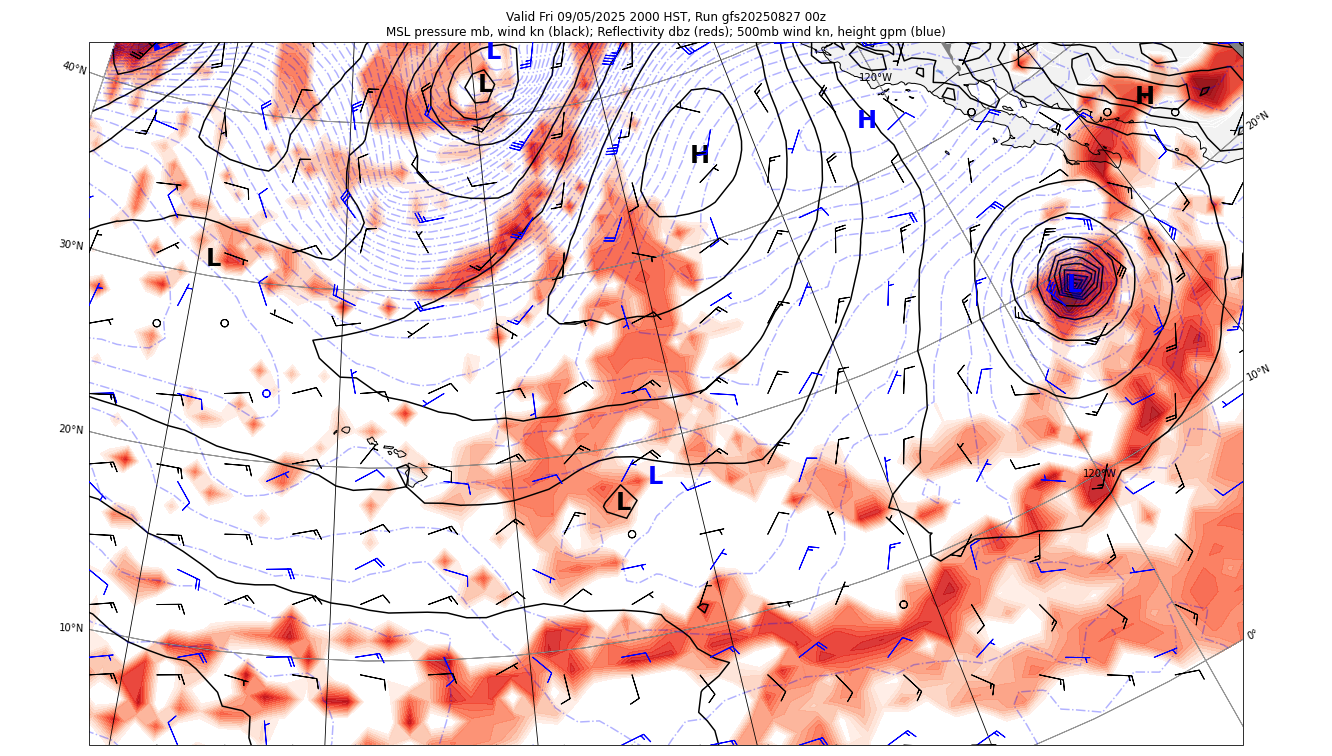 Valid Fri 09/05/2025 2000 HST, Run gfs20250827 00z
MSL pressure mb, wind kn (black); Reflectivity dbz (reds); 500mb wind kn, height gpm (blue)
40°N
L
L
120°W
H
H
20°N
H
30°N
L
L
10°N
20°N
L
L
120°W
10°N
0°